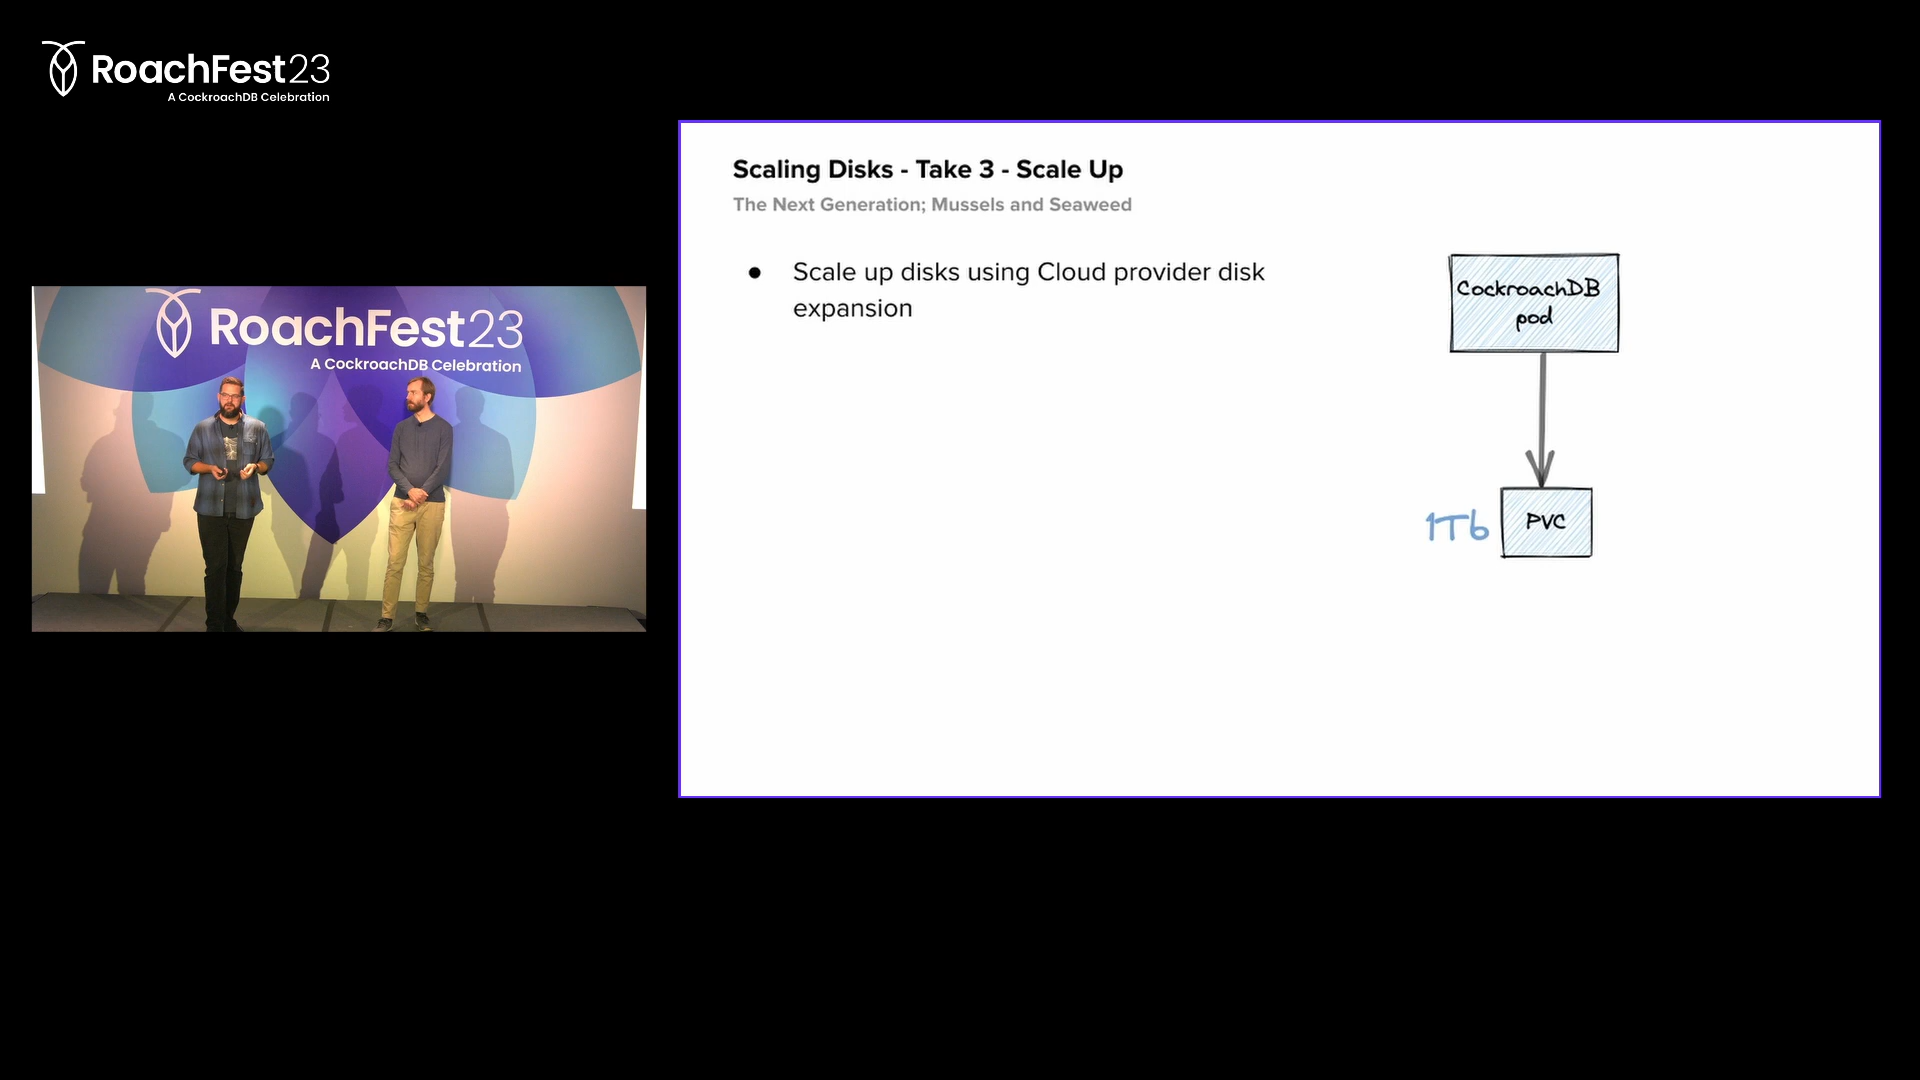 RoachFest23
A CockroachDB Celebration
RoachFest23
A CockroachDB Celebration
Scaling Disks - Take 3 - Scale Up
The Next Generation; Mussels and Seaweed
● Scale up disks using Cloud provider disk
expansion
CockroachDB
pod
1Tb
PVC